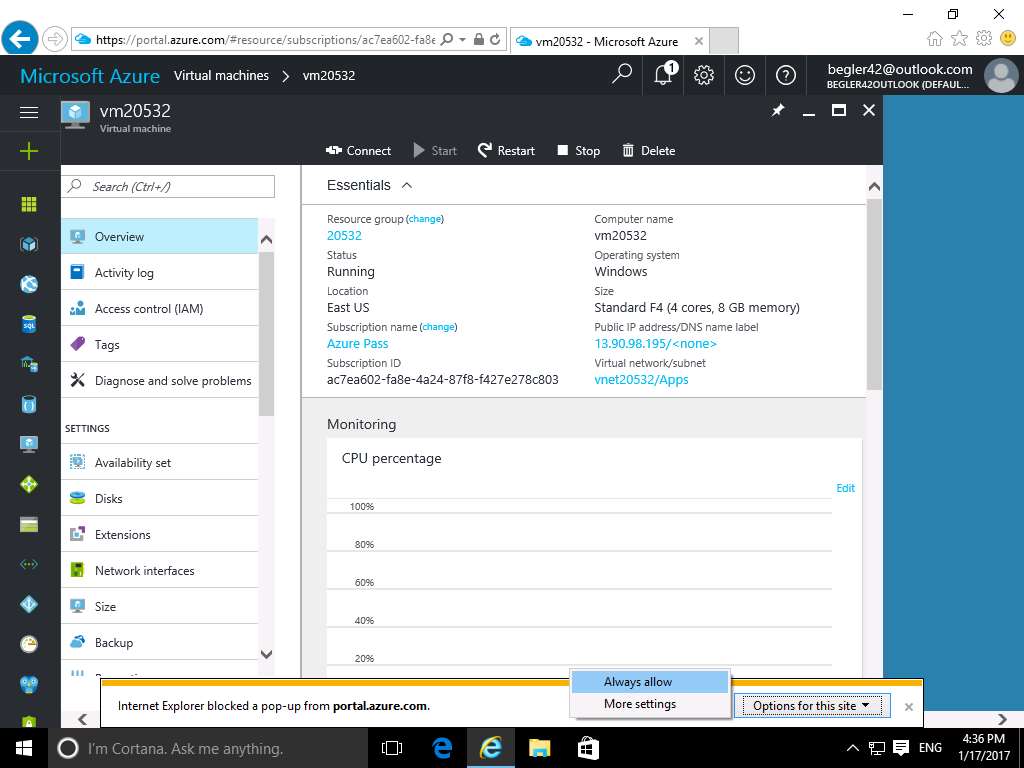 https://portal.azure.com/#resource/subscriptions/ac7ea602-fa8e
vm20532 - Microsoft Azure
Microsoft Azure Virtual machines > vm20532
1
begler42@outlook.com
BEGLER42OUTLOOK (DEFAUL...
vm20532
Virtual machine
Connect Start Restart Stop Delete
Search (Ctrl+/)
Overview
Activity log
Access control (IAM)
Tags
Diagnose and solve problems
SETTINGS
Availability set
Disks
Extensions
Network interfaces
Size
Backup
Essentials
Resource group (change)
20532
Status
Running
Location
East US
Subscription name (change)
Azure Pass
Subscription ID
ac7ea602-fa8e-4a24-87f8-f427e278c803
Computer name
vm20532
Operating system
Windows
Size
Standard F4 (4 cores, 8 GB memory)
Public IP address/DNS name label
13.90.98.195/<none>
Virtual network/subnet
vnet20532/Apps
Monitoring
CPU percentage
Edit
100%
80%
60%
40%
20%
Always allow
More settings
Internet Explorer blocked a pop-up from portal.azure.com.
Options for this site
I'm Cortana. Ask me anything.
ENG
4:36 PM
1/17/2017